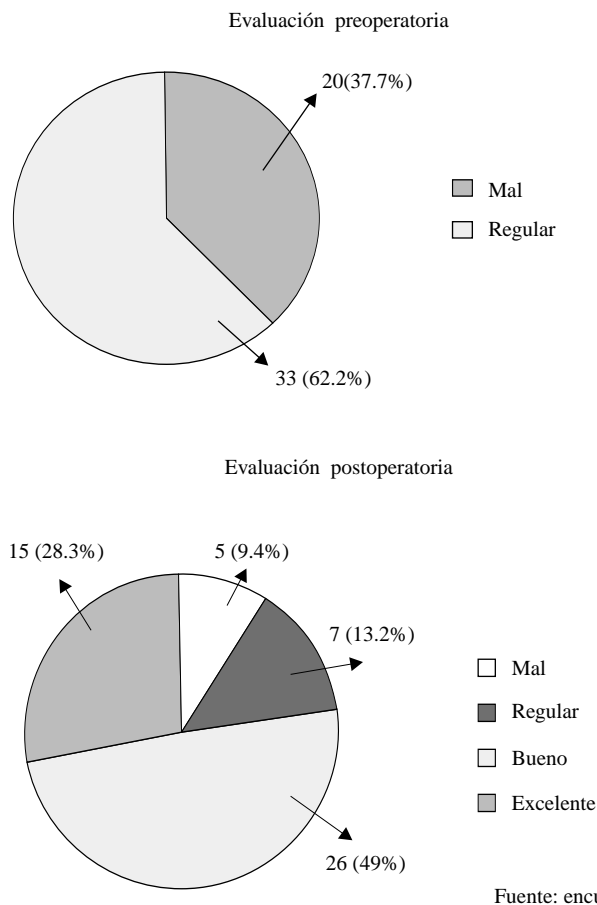 Evaluación preoperatoria
20(37.7%)
Mal
Regular
33 (62.2%)
Evaluación postoperatoria
15 (28.3%)
5 (9.4%)
7 (13.2%)
Mal
Regular
Bueno
Excelente
26 (49%)
Fuente: